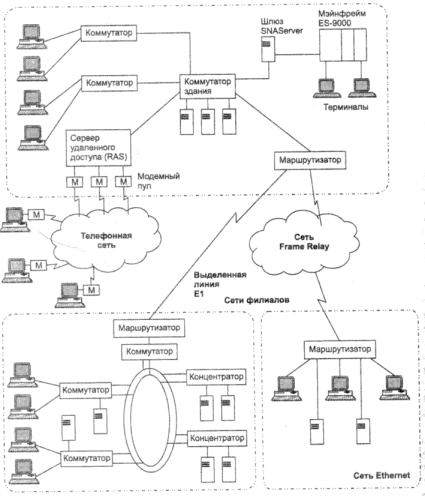 Шлюз
SNAServer
Мэйнфрейм
ES-9000
Коммутатор
Коммутатор
Коммутатор
здания
Терминалы
Сервер
удаленного
доступа (RAS)
Модемный
пул
М
М
М
Маршрутизатор
М
Телефонная
сеть
М
М
Сеть
Frame Relay
Выделенная
линия
Е1
Сети филиалов
Маршрутизатор
Коммутатор
Коммутатор
Концентратор
Коммутатор
Концентратор
Маршрутизатор
Сеть Ethernet